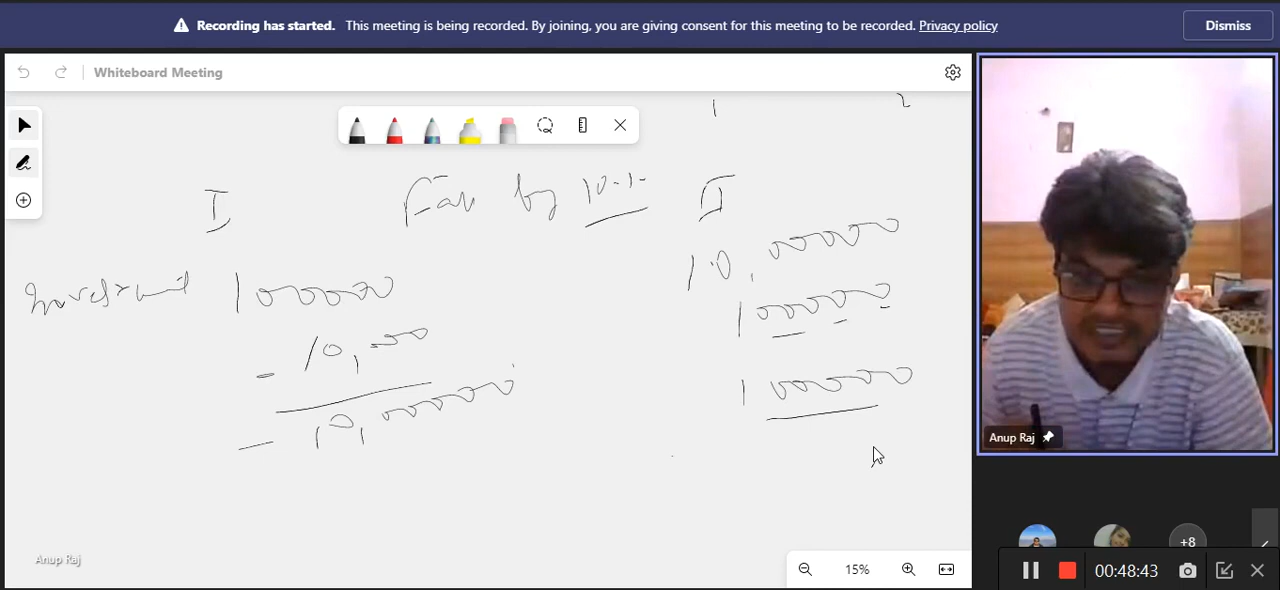 Recording has started. This meeting is being recorded. By joining, you are giving consent for this meeting to be recorded. Privacy policy
Dismiss
Whiteboard Meeting
1 2
I Fall by 10% II
Investment 100000
- 10,000
10,00000
100000
100000
Anup Raj
Anup Raj
+8
15%
00:48:43